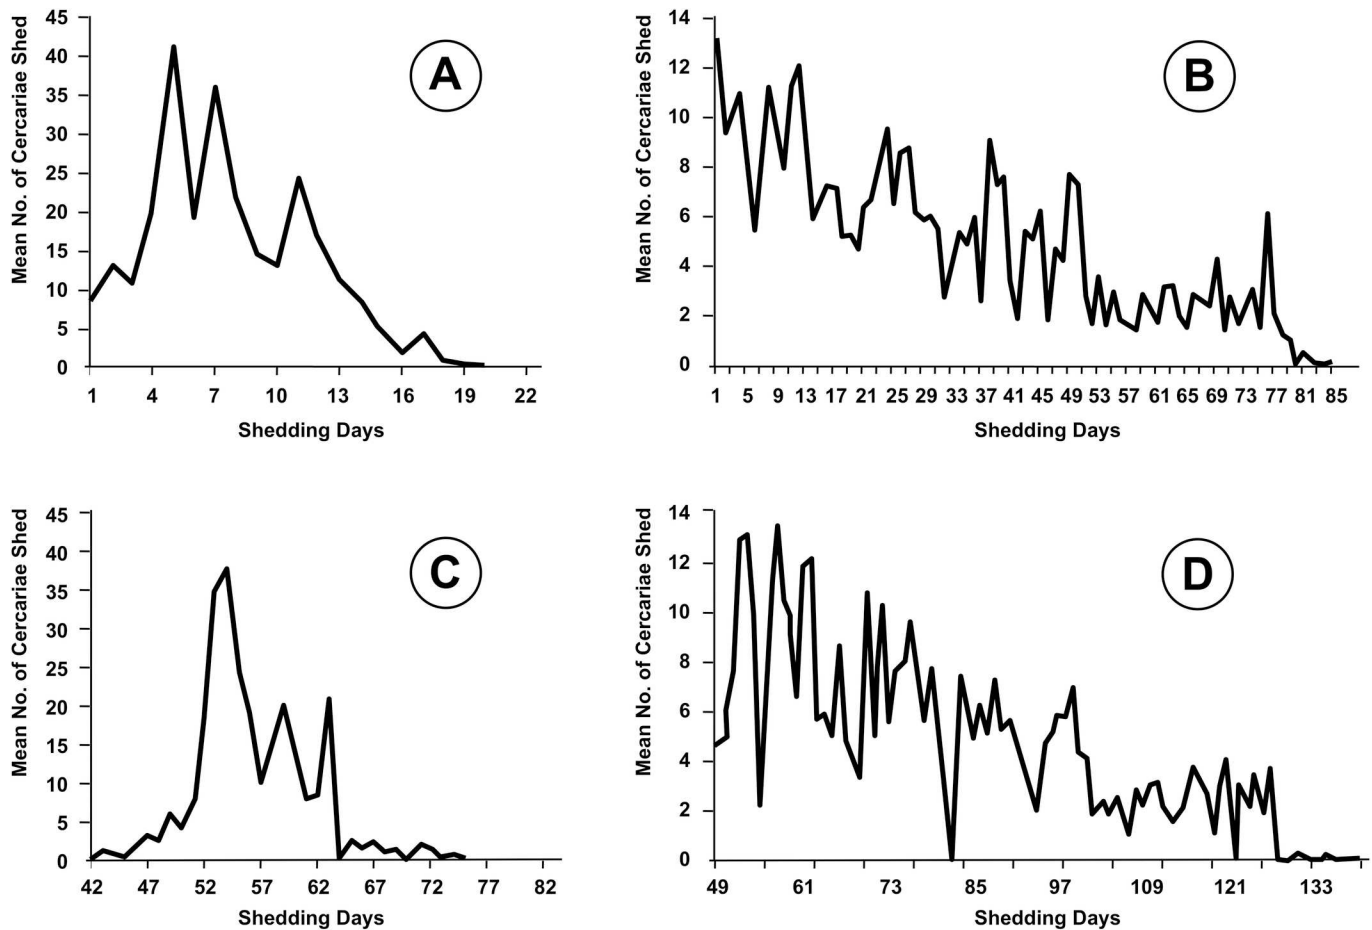 A
Mean No. of Cercariae Shed
45
40
35
30
25
20
15
10
5
0
1 4 7 10 13 16 19 22
Shedding Days
B
Mean No. of Cercariae Shed
14
12
10
8
6
4
2
0
1 5 9 13 17 21 25 29 33 37 41 45 49 53 57 61 65 69 73 77 81 85
Shedding Days
C
Mean No. of Cercariae Shed
45
40
35
30
25
20
15
10
5
0
42 47 52 57 62 67 72 77 82
Shedding Days
D
Mean No. of Cercariae Shed
14
12
10
8
6
4
2
0
49 61 73 85 97 109 121 133
Shedding Days